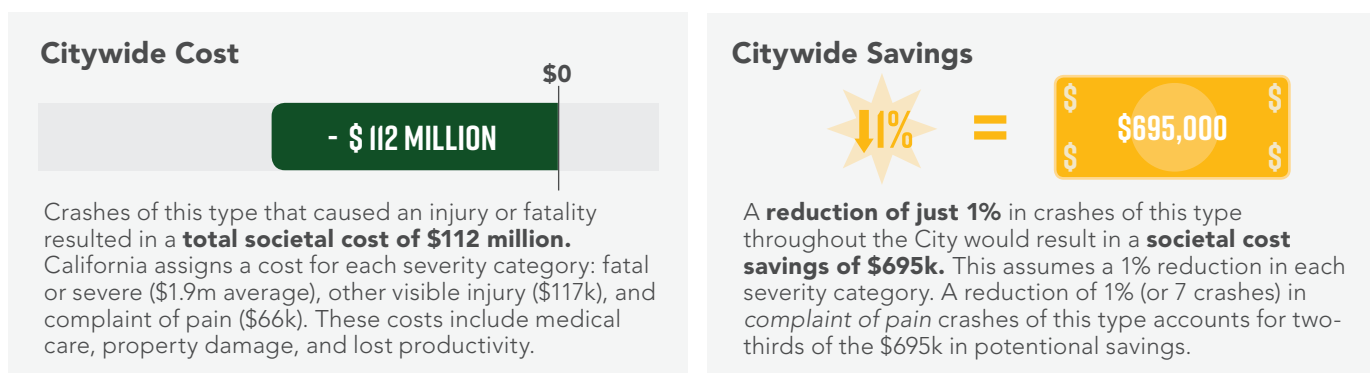 Citywide Cost
$0
- $ 112 MILLION
Crashes of this type that caused an injury or fatality
resulted in a total societal cost of $112 million.
California assigns a cost for each severity category: fatal
or severe ($1.9m average), other visible injury ($117k), and
complaint of pain ($66k). These costs include medical
care, property damage, and lost productivity.
Citywide Savings
1%
=
$ $
$695,000
$ $
A reduction of just 1% in crashes of this type
throughout the City would result in a societal cost
savings of $695k. This assumes a 1% reduction in each
severity category. A reduction of 1% (or 7 crashes) in
complaint of pain crashes of this type accounts for two-
thirds of the $695k in potentional savings.